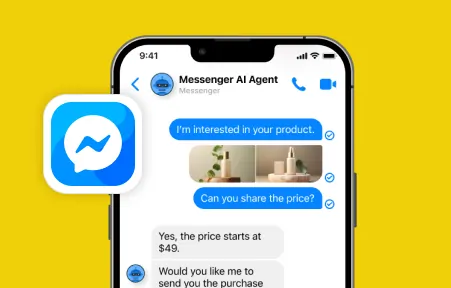 9:41
Messenger AI Agent
Messenger
I'm interested in your product.
Can you share the price?
Yes, the price starts at
$49.
Would you like me to
send you the purchase